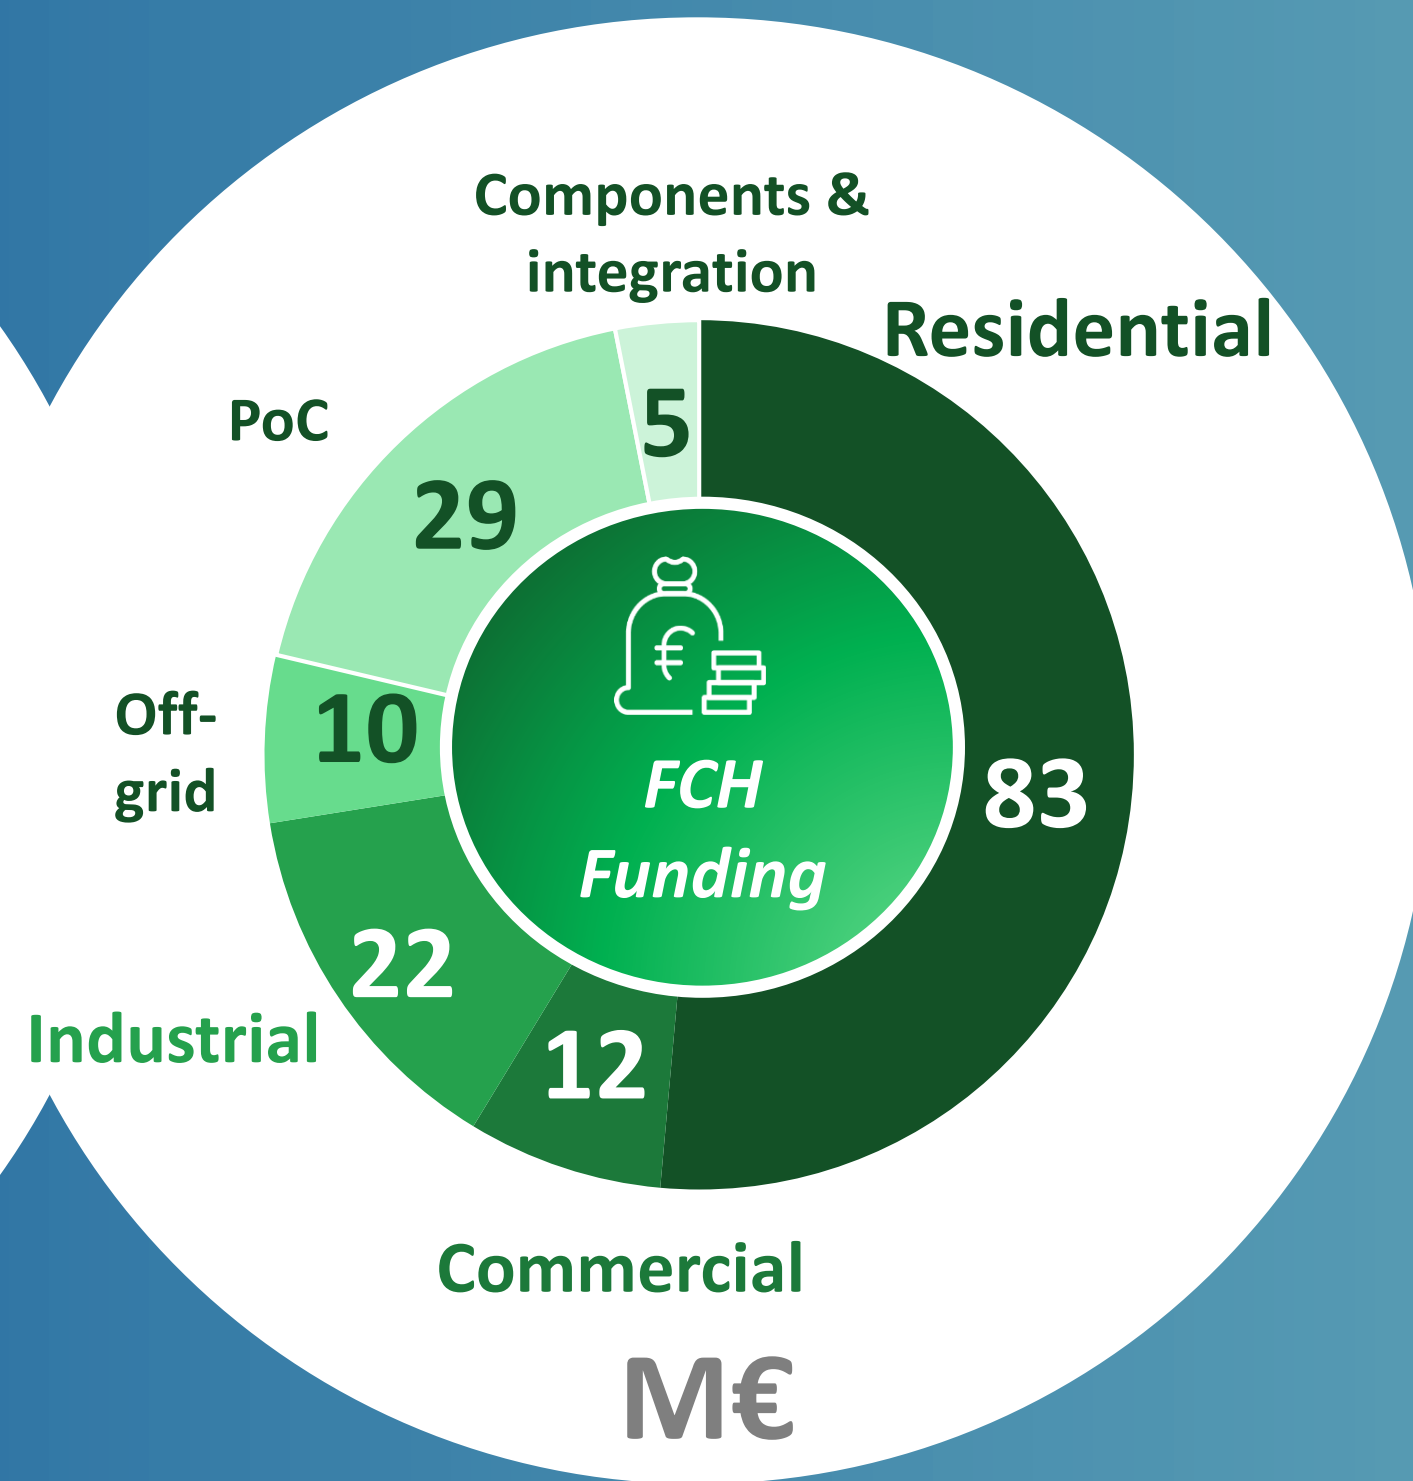 Components &
integration
Residential
PoC
29
5
Off-
grid
10
€
FCH
Funding
83
22
Industrial
12
Commercial
M€